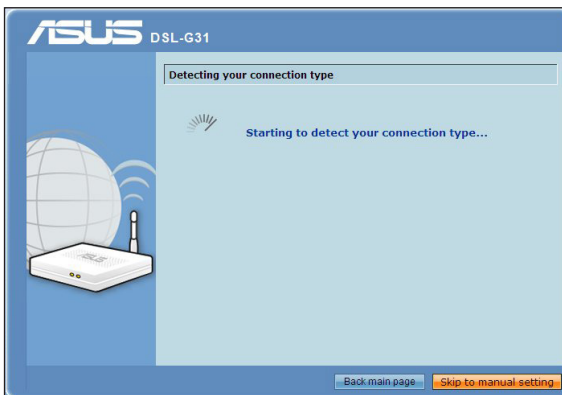 ASUS DSL-G31
Detecting your connection type
Starting to detect your connection type...
ASUS
Back main page
Skip to manual setting